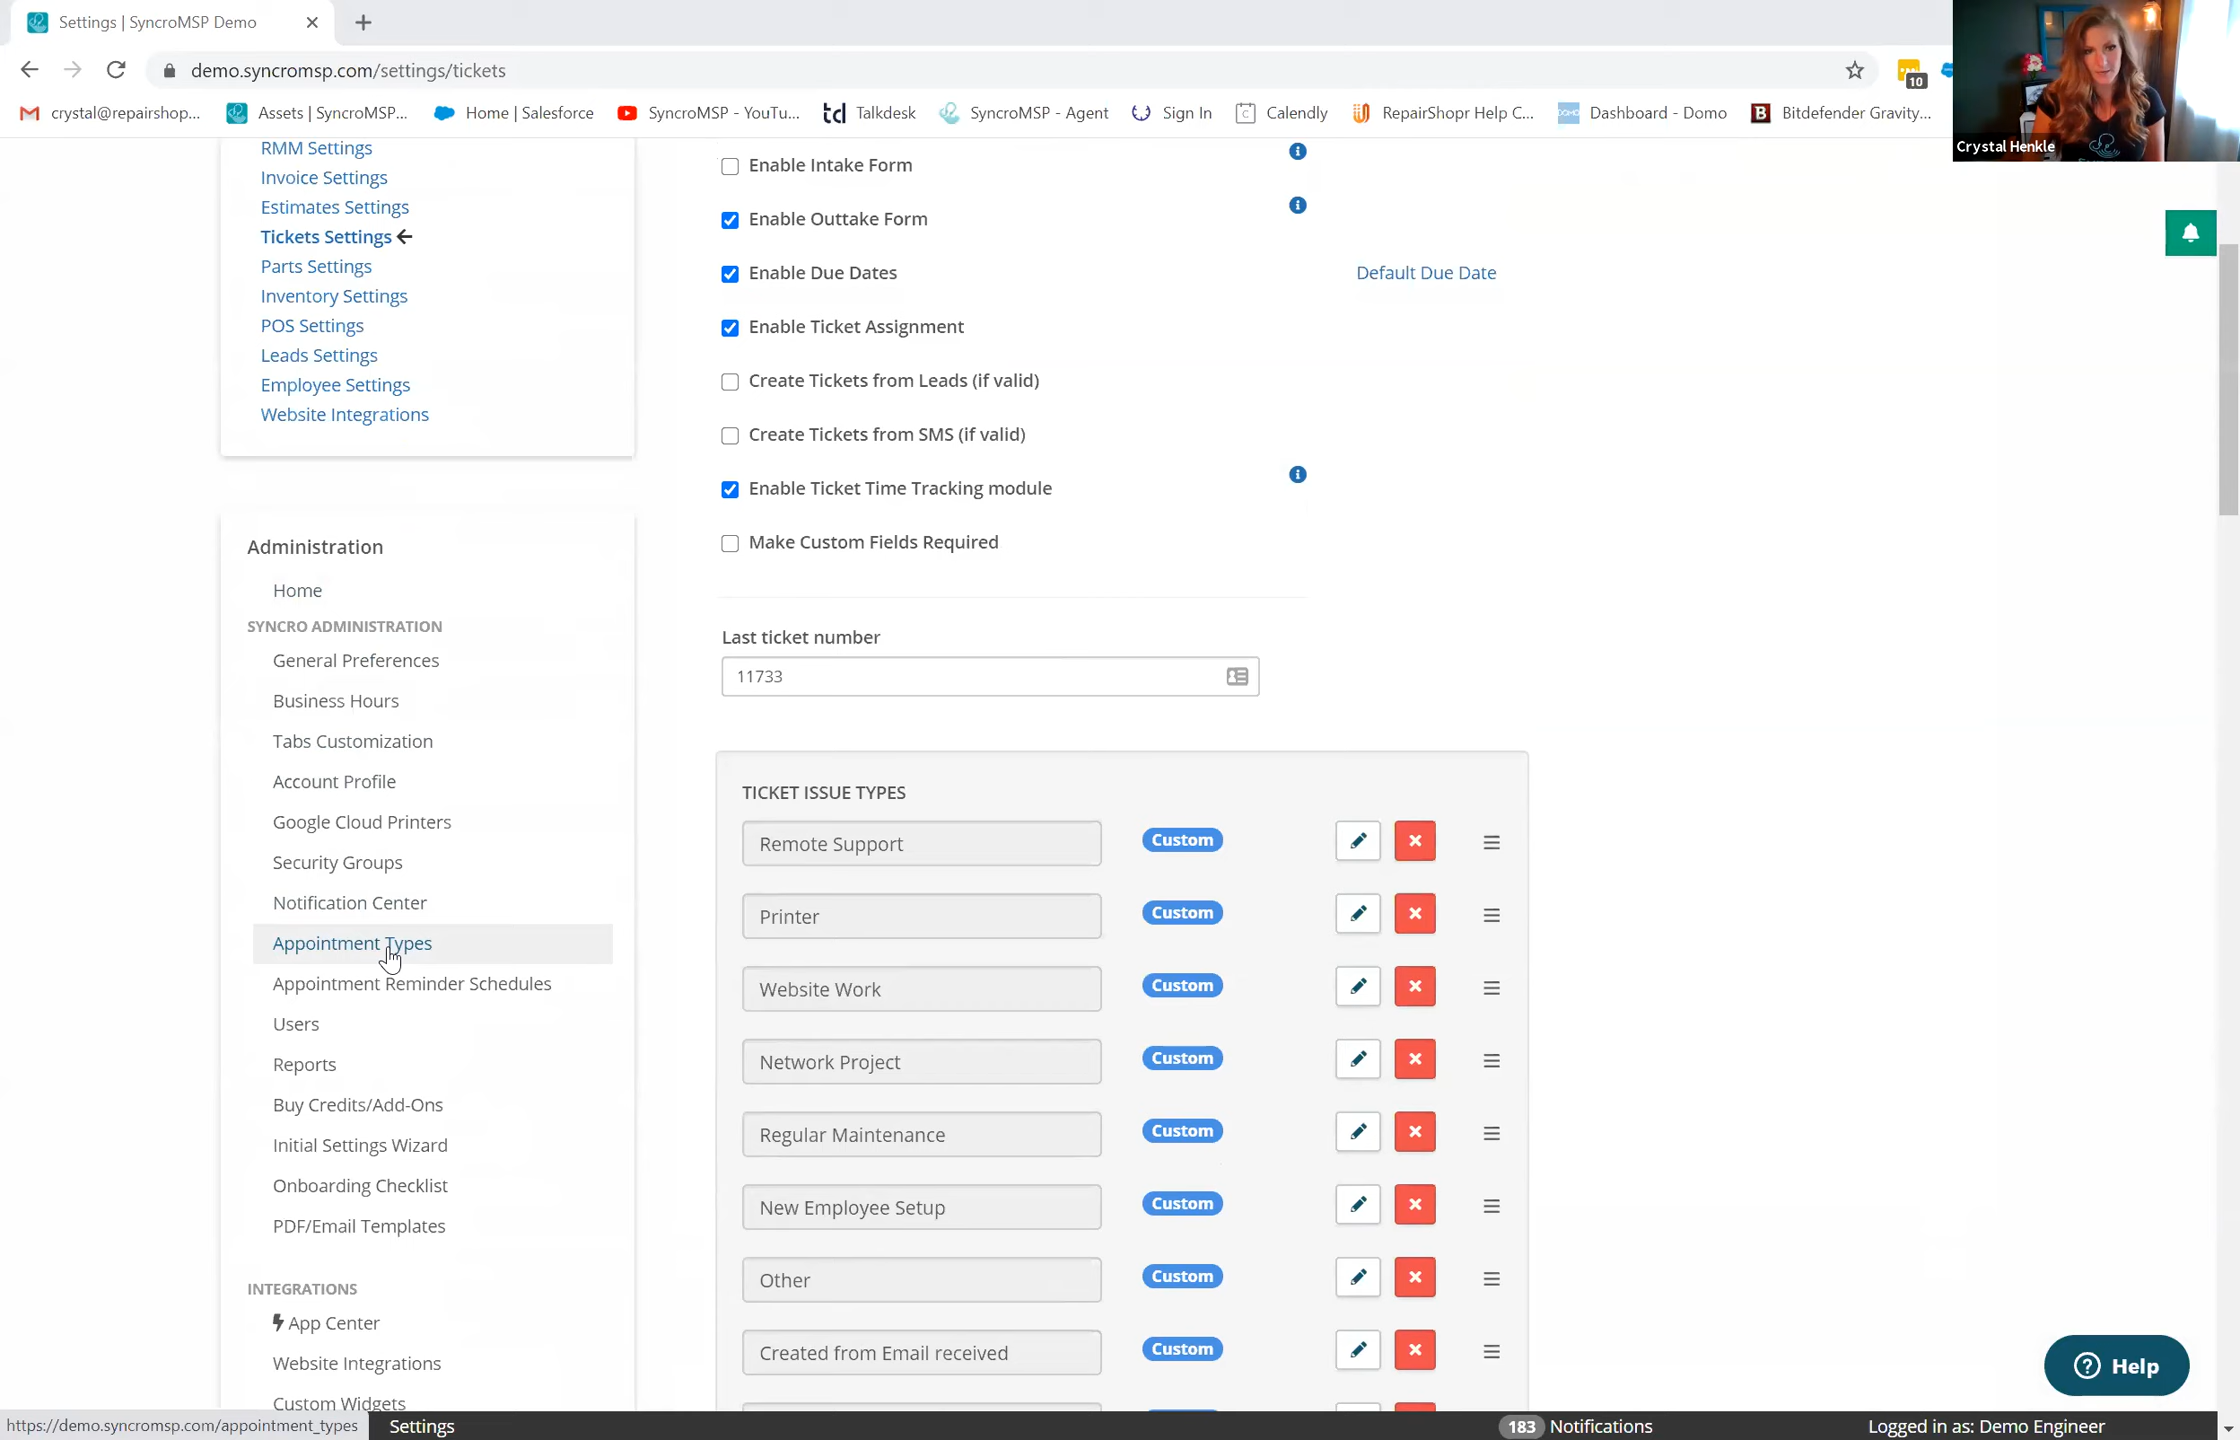 Settings | SyncroMSP Demo
demo.syncromsp.com/settings/tickets
10
crystal@repairshop...
Assets | SyncroMSP...
Home | Salesforce
SyncroMSP - YouTu...
Talkdesk
SyncroMSP - Agent
Sign In
Calendly
RepairShopr Help C...
Dashboard - Domo
Bitdefender Gravity...
Crystal Henkle
RMM Settings
Invoice Settings
Estimates Settings
Tickets Settings
Parts Settings
Inventory Settings
POS Settings
Leads Settings
Employee Settings
Website Integrations
Administration
Home
SYNCRO ADMINISTRATION
General Preferences
Business Hours
Tabs Customization
Account Profile
Google Cloud Printers
Security Groups
Notification Center
Appointment Types
Appointment Reminder Schedules
Users
Reports
Buy Credits/Add-Ons
Initial Settings Wizard
Onboarding Checklist
PDF/Email Templates
INTEGRATIONS
App Center
Website Integrations
Custom Widgets
Enable Intake Form
Enable Outtake Form
Enable Due Dates
Default Due Date
Enable Ticket Assignment
Create Tickets from Leads (if valid)
Create Tickets from SMS (if valid)
Enable Ticket Time Tracking module
Make Custom Fields Required
Last ticket number
11733
TICKET ISSUE TYPES
Remote Support Custom
Printer Custom
Website Work Custom
Network Project Custom
Regular Maintenance Custom
New Employee Setup Custom
Other Custom
Created from Email received Custom
Help
https://demo.syncromsp.com/appointment_types
Settings
183 Notifications
Logged in as: Demo Engineer